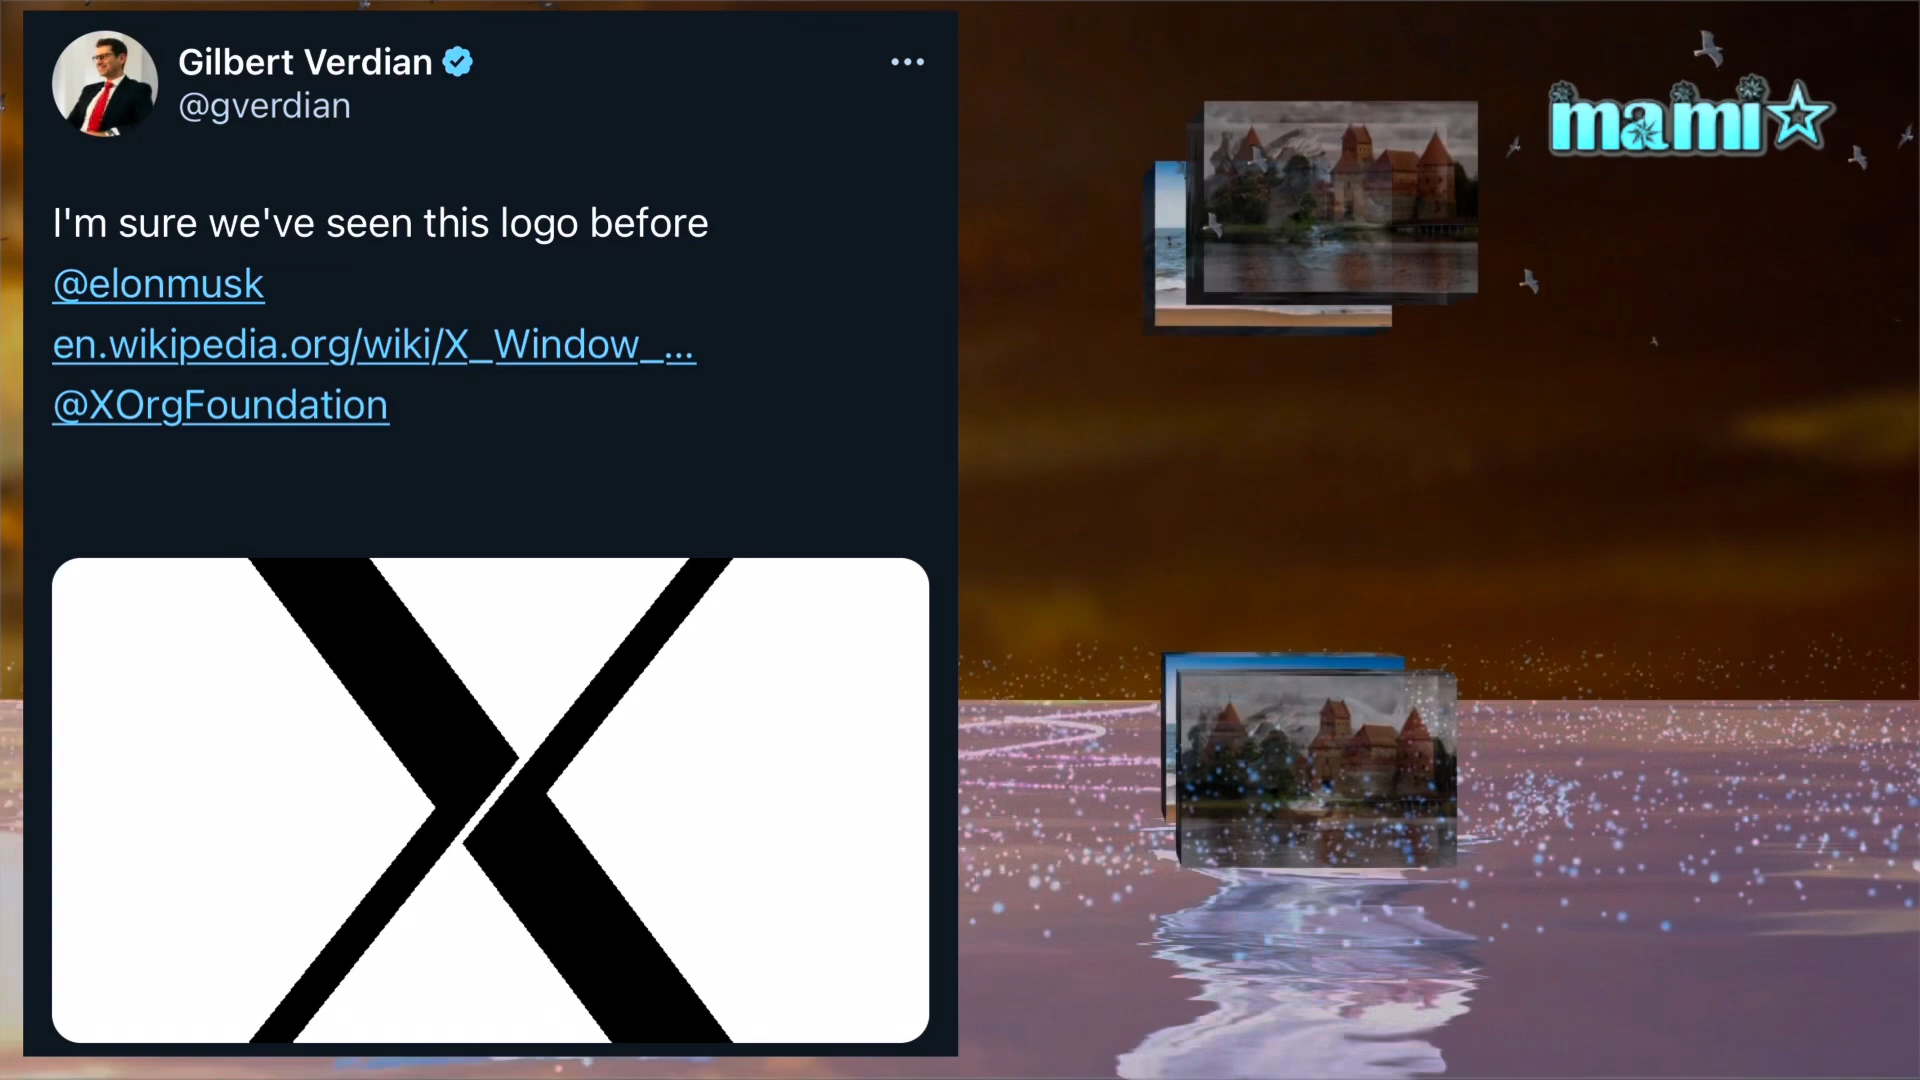 Gilbert Verdian
@gverdian
I'm sure we've seen this logo before
@elonmusk
en.wikipedia.org/wiki/X_Window_...
@XOrgFoundation
X
mami☆